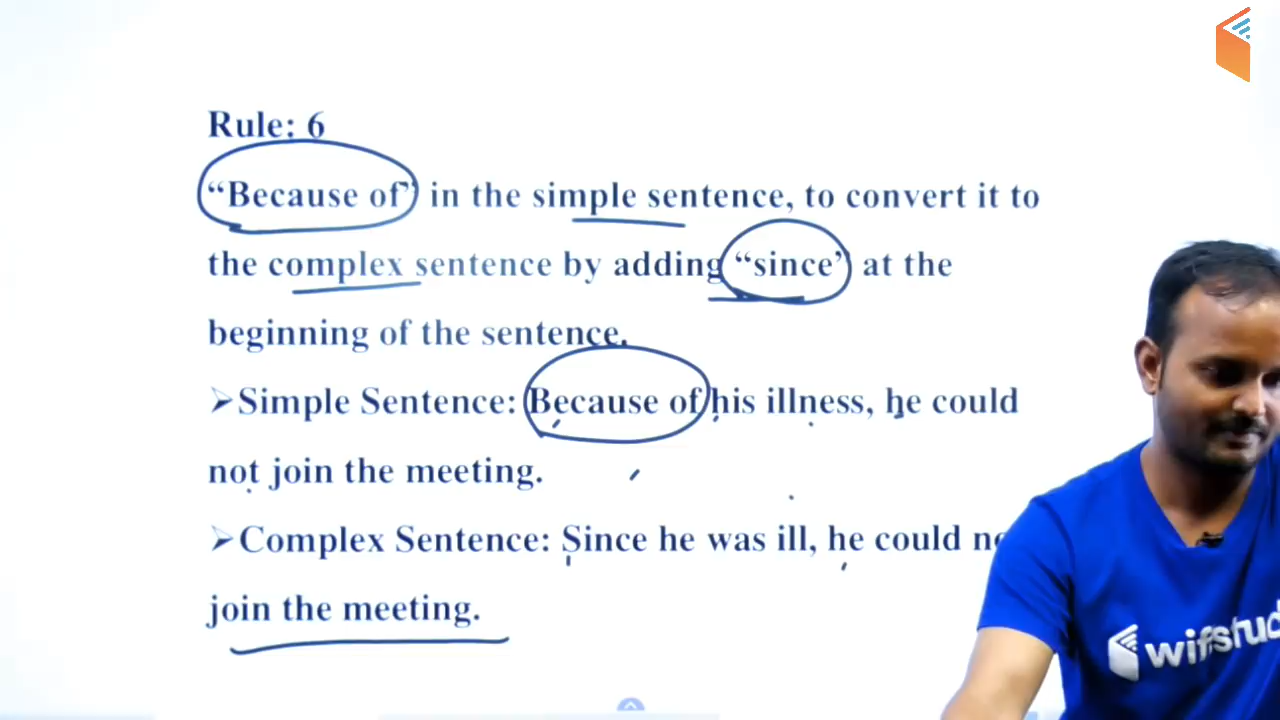 Rule: 6
“Because of” in the simple sentence, to convert it to
the complex sentence by adding “since” at the
beginning of the sentence.
➢Simple Sentence: Because of his illness, he could
not join the meeting.
➢Complex Sentence: Since he was ill, he could
join the meeting.
wifistud